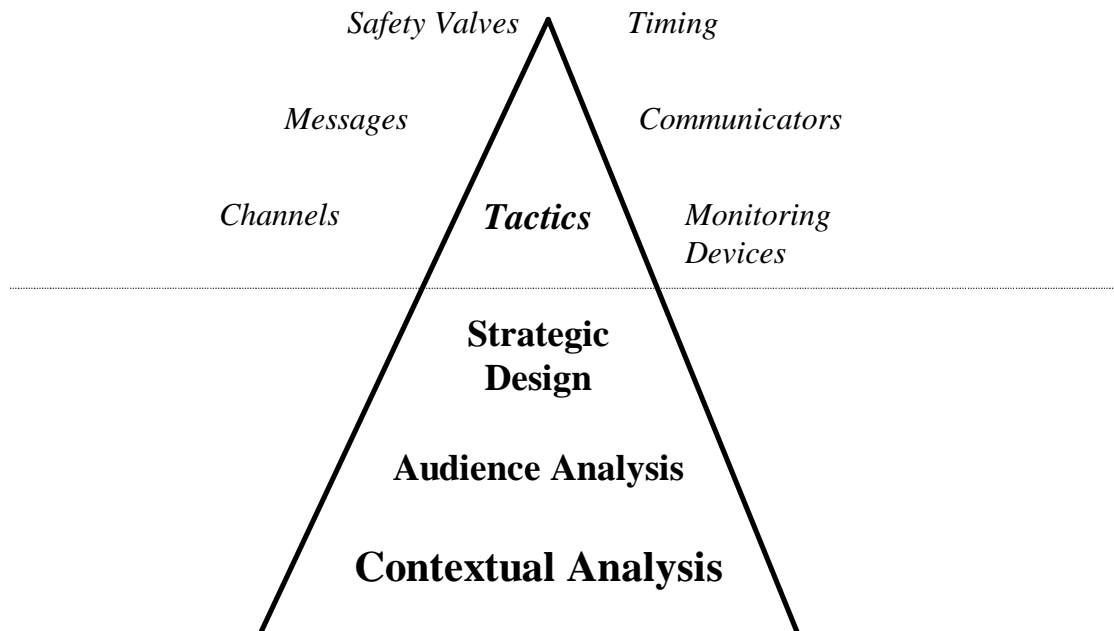 Safety Valves
Timing
Messages
Communicators
Channels
Tactics
Monitoring
Devices
Strategic
Design
Audience Analysis
Contextual Analysis